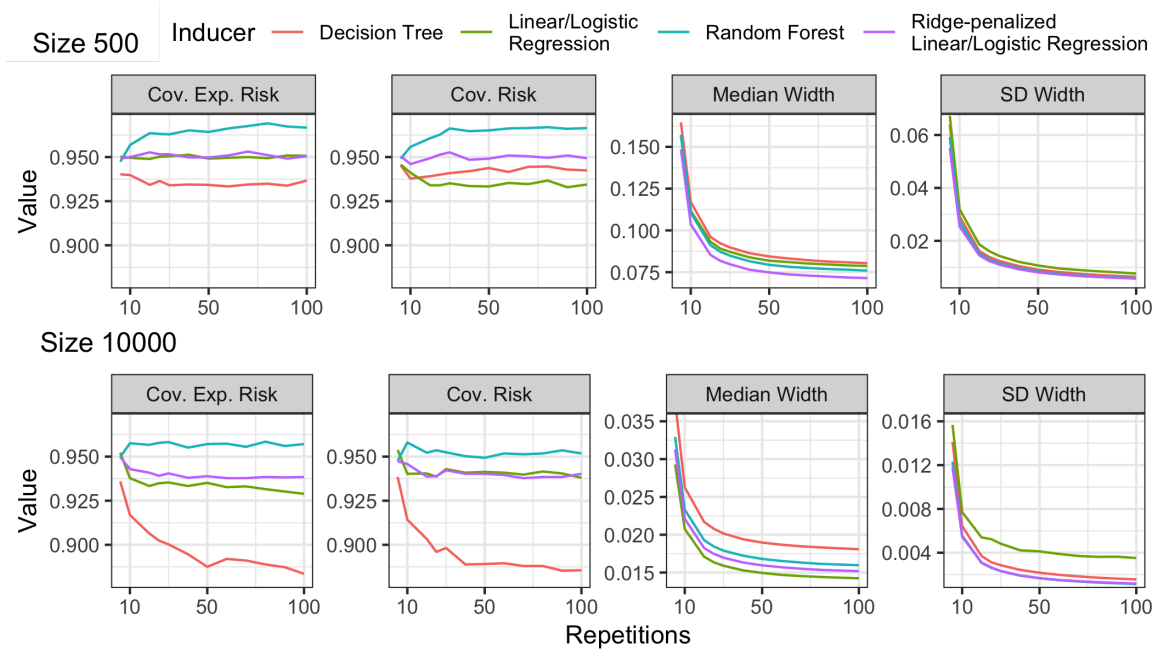 Size 500
Inducer
Decision Tree
Linear/Logistic
Regression
Random Forest
Ridge-penalized
Linear/Logistic Regression
Cov. Exp. Risk
Cov. Risk
Median Width
SD Width
Value
0.950
0.925
0.900
10 50 100
0.950
0.925
0.900
10 50 100
0.150
0.125
0.100
0.075
10 50 100
0.06
0.04
0.02
10 50 100
Size 10000
Cov. Exp. Risk
Cov. Risk
Median Width
SD Width
Value
0.950
0.925
0.900
10 50 100
0.950
0.925
0.900
10 50 100
0.035
0.030
0.025
0.020
0.015
10 50 100
0.016
0.012
0.008
0.004
10 50 100
Repetitions